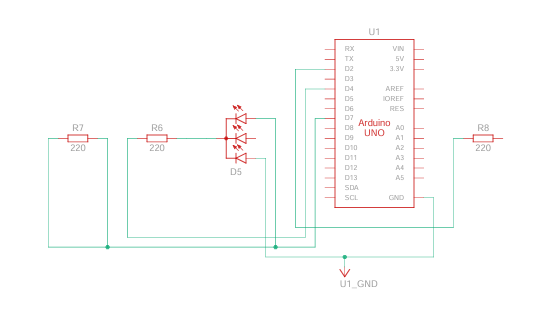 U1
RX VIN
TX 5V
D2 3.3V
D3
D4 AREF
D5 IOREF
D6 RES
D7
Arduino
UNO
D8 A0
D9 A1
D10 A2
D11 A3
D12 A4
D13 A5
SDA
SCL GND
R7
220
R6
220
D5
R8
220
U1_GND